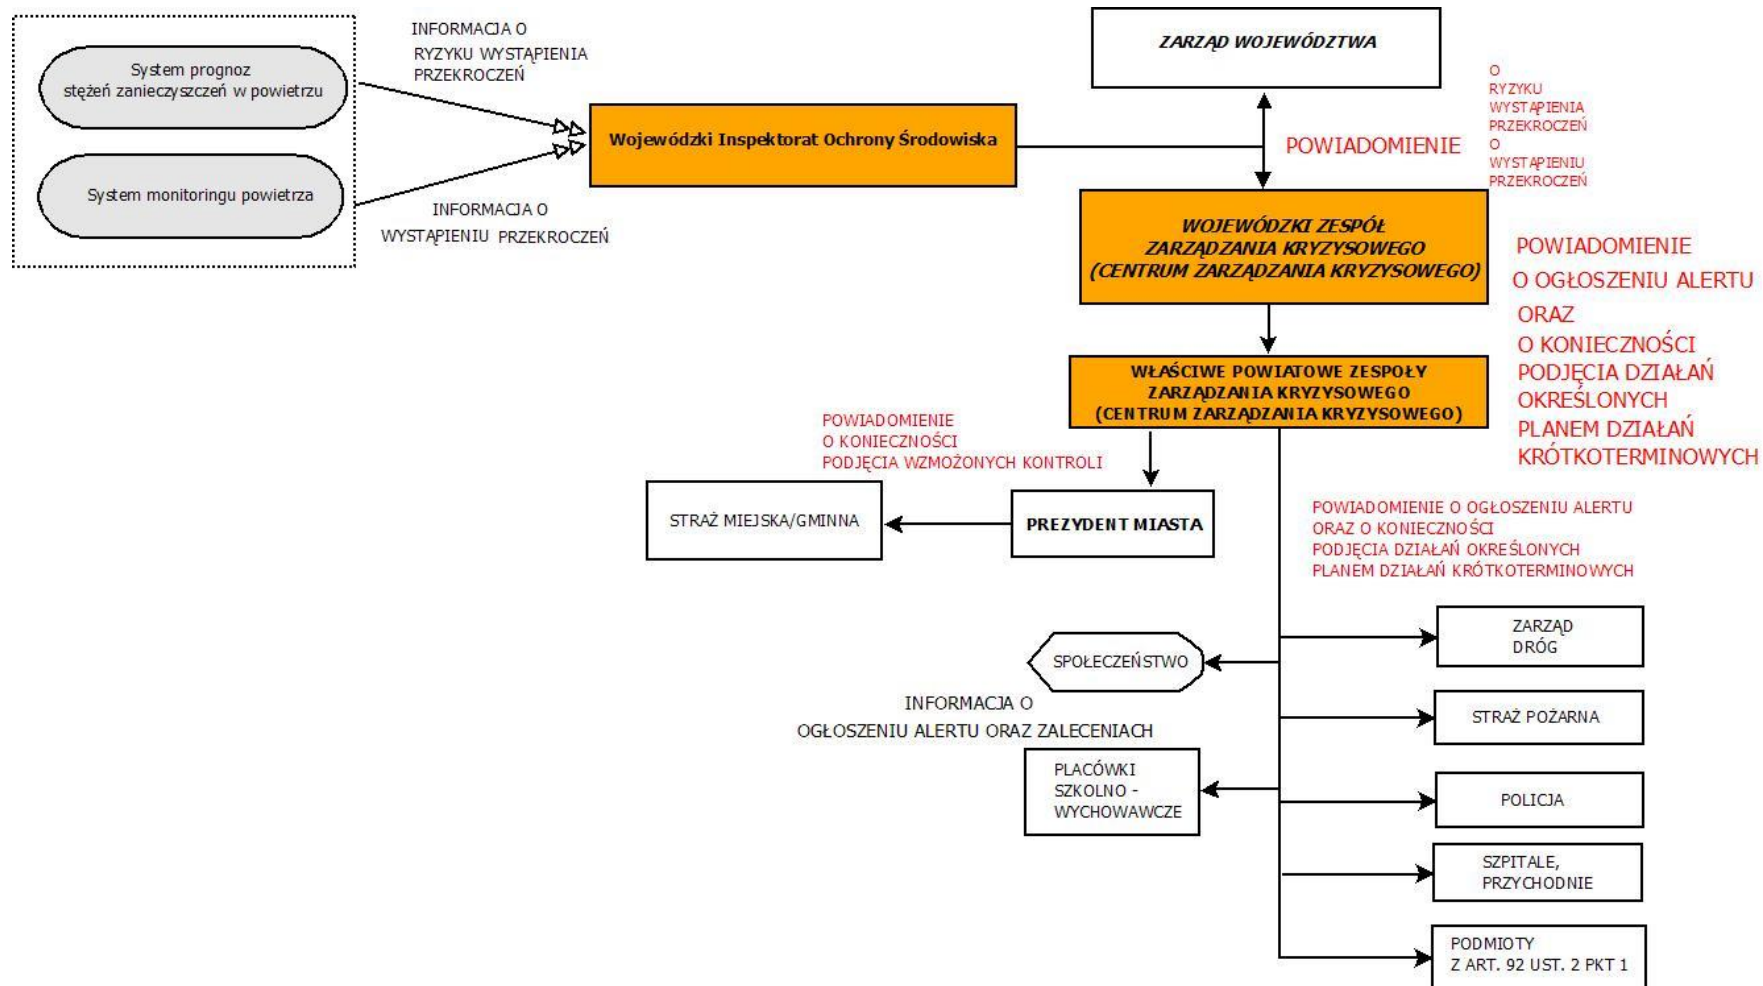 System prognoz
stężeń zanieczyszczeń w powietrzu
System monitoringu powietrza
INFORMACJA O
RYZYKU WYSTĄPIENIA
PRZEKROCZEŃ
INFORMACJA O
WYSTĄPIENIU PRZEKROCZEŃ
Wojewódzki Inspektorat Ochrony Środowiska
ZARZĄD WOJEWÓDZTWA
POWIADOMIENIE
O
RYZYKU
WYSTĄPIENIA
PRZEKROCZEŃ
O
WYSTĄPIENIU
PRZEKROCZEŃ
WOJEWÓDZKI ZESPÓŁ
ZARZĄDZANIA KRYZYSOWEGO
(CENTRUM ZARZĄDZANIA KRYZYSOWEGO)
POWIADOMIENIE
O OGŁOSZENIU ALERTU
ORAZ
O KONIECZNOŚCI
PODJĘCIA DZIAŁAŃ
OKREŚLONYCH
PLANEM DZIAŁAŃ
KRÓTKOTERMINOWYCH
WŁAŚCIWE POWIATOWE ZESPOŁY
ZARZĄDZANIA KRYZYSOWEGO
(CENTRUM ZARZĄDZANIA KRYZYSOWEGO)
POWIADOMIENIE
O KONIECZNOŚCI
PODJĘCIA WZMOŻONYCH KONTROLI
STRAŻ MIEJSKA/GMINNA
PREZYDENT MIASTA
POWIADOMIENIE O OGŁOSZENIU ALERTU
ORAZ O KONIECZNOŚCI
PODJĘCIA DZIAŁAŃ OKREŚLONYCH
PLANEM DZIAŁAŃ KRÓTKOTERMINOWYCH
SPOŁECZEŃSTWO
INFORMACJA O
OGŁOSZENIU ALERTU ORAZ ZALECENIACH
PLACÓWKI
SZKOLNO -
WYCHOWAWCZE
ZARZĄD
DRÓG
STRAŻ POŻARNA
POLICJA
SZPITALE,
PRZYCHODNIE
PODMIOTY
Z ART. 92 UST. 2 PKT 1